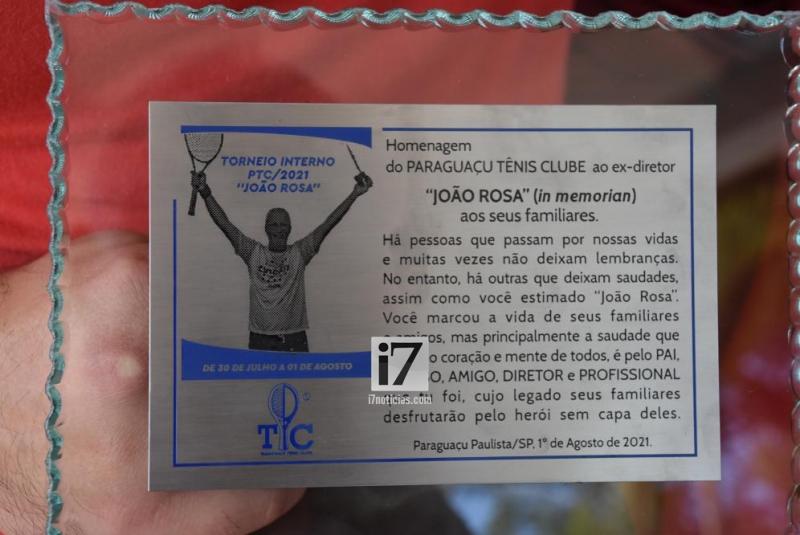 TORNEIO INTERNO
PTC/2021
"JOÃO ROSA"
DE 30 DE JULHO A 01 DE AGOSTO
TC
Homenagem
do PARAGUAÇU TÊNIS CLUBE ao ex-diretor
"JOÃO ROSA" (in memorian)
aos seus familiares.
Há pessoas que passam por nossas vidas
e muitas vezes não deixam lembranças.
No entanto, há outras que deixam saudades,
assim como você estimado "João Rosa".
Você marcou a vida de seus familiares
e amigos, mas principalmente a saudade que
o coração e mente de todos, é pelo PAI,
AMIGO, DIRETOR e PROFISSIONAL
tu foi, cujo legado seus familiares
desfrutarão pelo herói sem capa deles.
Paraguaçu Paulista/SP, 1º de Agosto de 2021.
i7
i7noticias.com